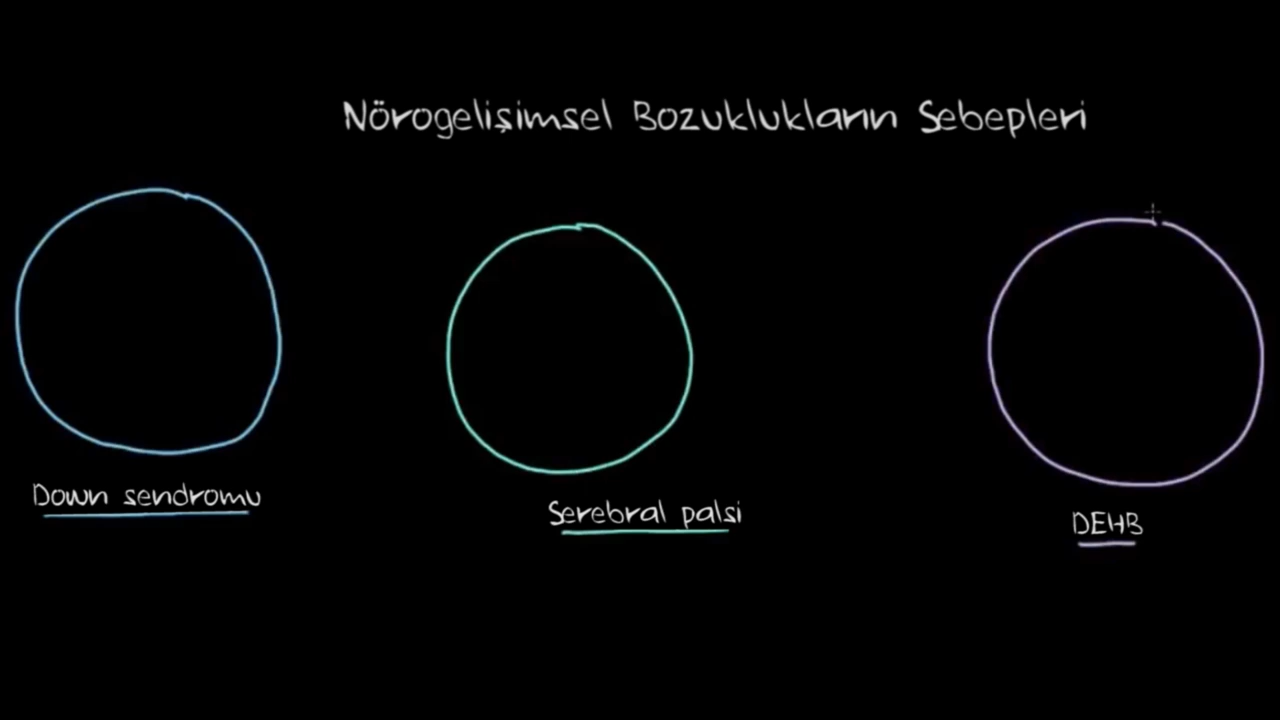 Nörogelişimsel Bozuklukların Sebepleri
Down sendromu
Serebral palsi
DEHB